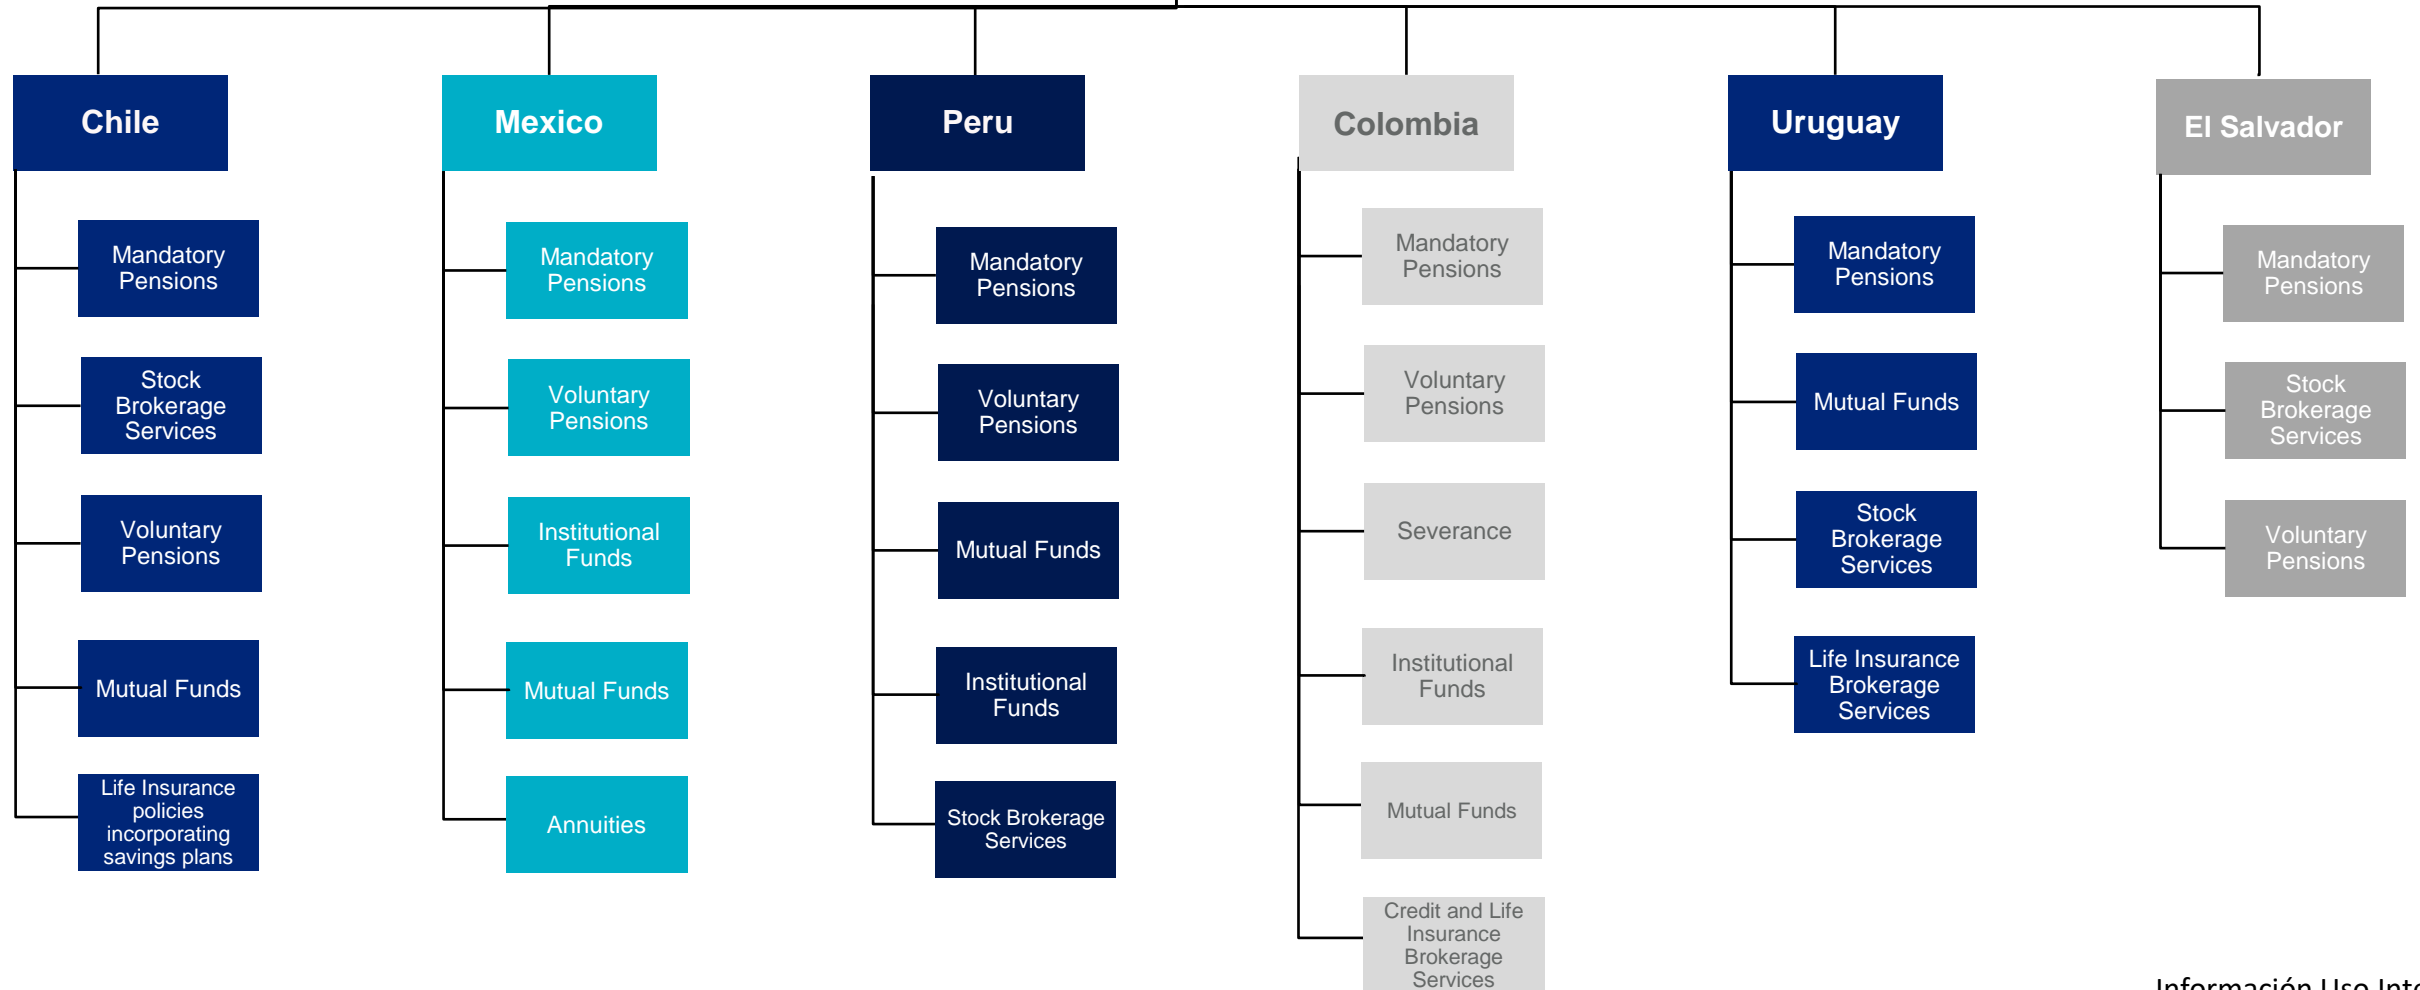 Chile
Mandatory
Pensions
Stock
Brokerage
Services
Voluntary
Pensions
Mutual Funds
Life Insurance
policies
incorporating
savings plans
Mexico
Mandatory
Pensions
Voluntary
Pensions
Institutional
Funds
Mutual Funds
Annuities
Peru
Mandatory
Pensions
Voluntary
Pensions
Mutual Funds
Institutional
Funds
Stock Brokerage
Services
Colombia
Mandatory
Pensions
Voluntary
Pensions
Severance
Institutional
Funds
Mutual Funds
Credit and Life
Insurance
Brokerage
Services
Uruguay
Mandatory
Pensions
Mutual Funds
Stock
Brokerage
Services
Life Insurance
Brokerage
Services
El Salvador
Mandatory
Pensions
Stock
Brokerage
Services
Voluntary
Pensions
Información Uso